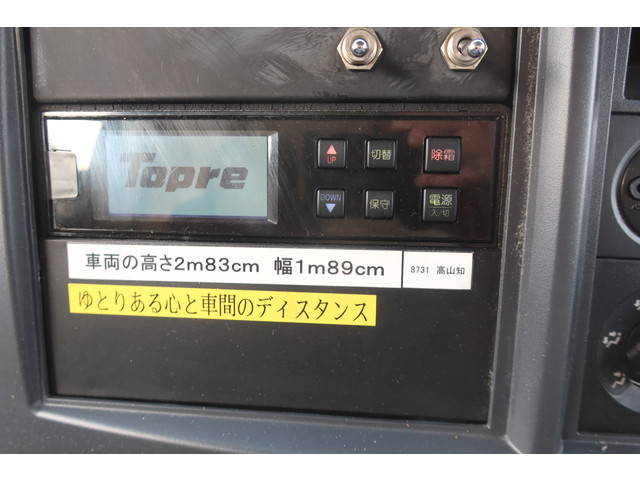 Topre
UP
切替
除霜
DOWN
保守
電源
入/切
車両の高さ2m83cm 幅1m89cm
8731 高山知
ゆとりある心と車間のディスタンス